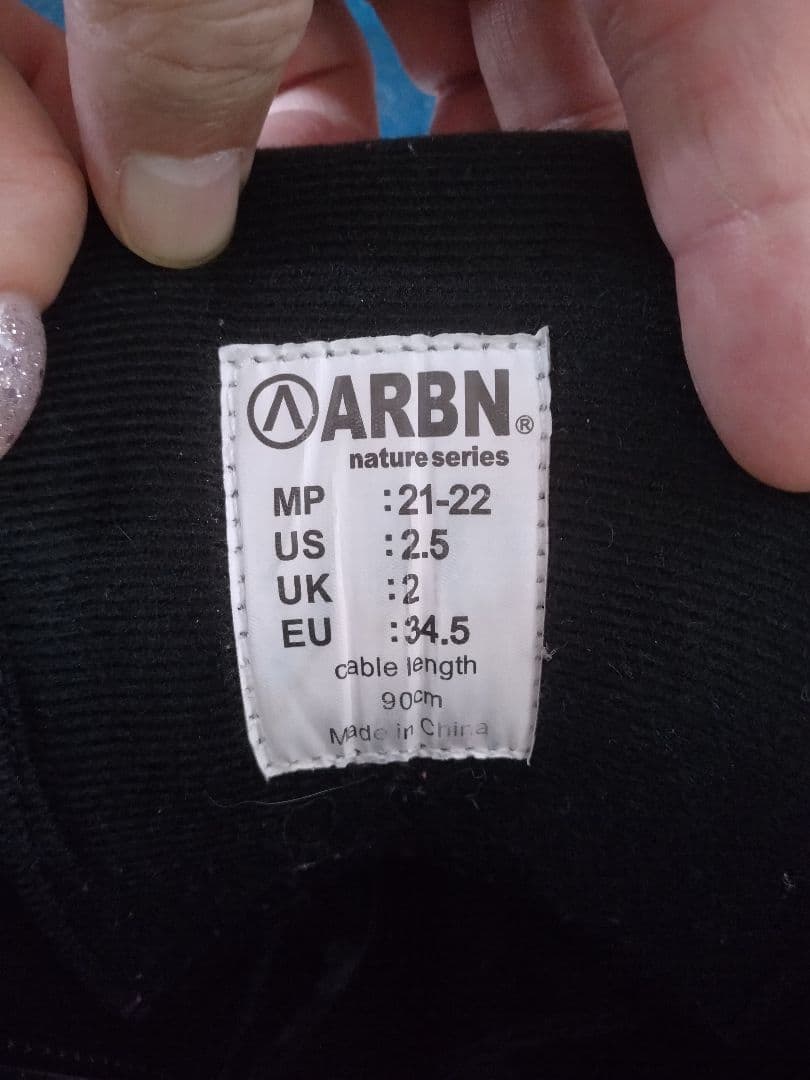 ARBN®
nature series
MP :21-22
US :2.5
UK :2
EU :34.5
cable length
90cm
Made in China